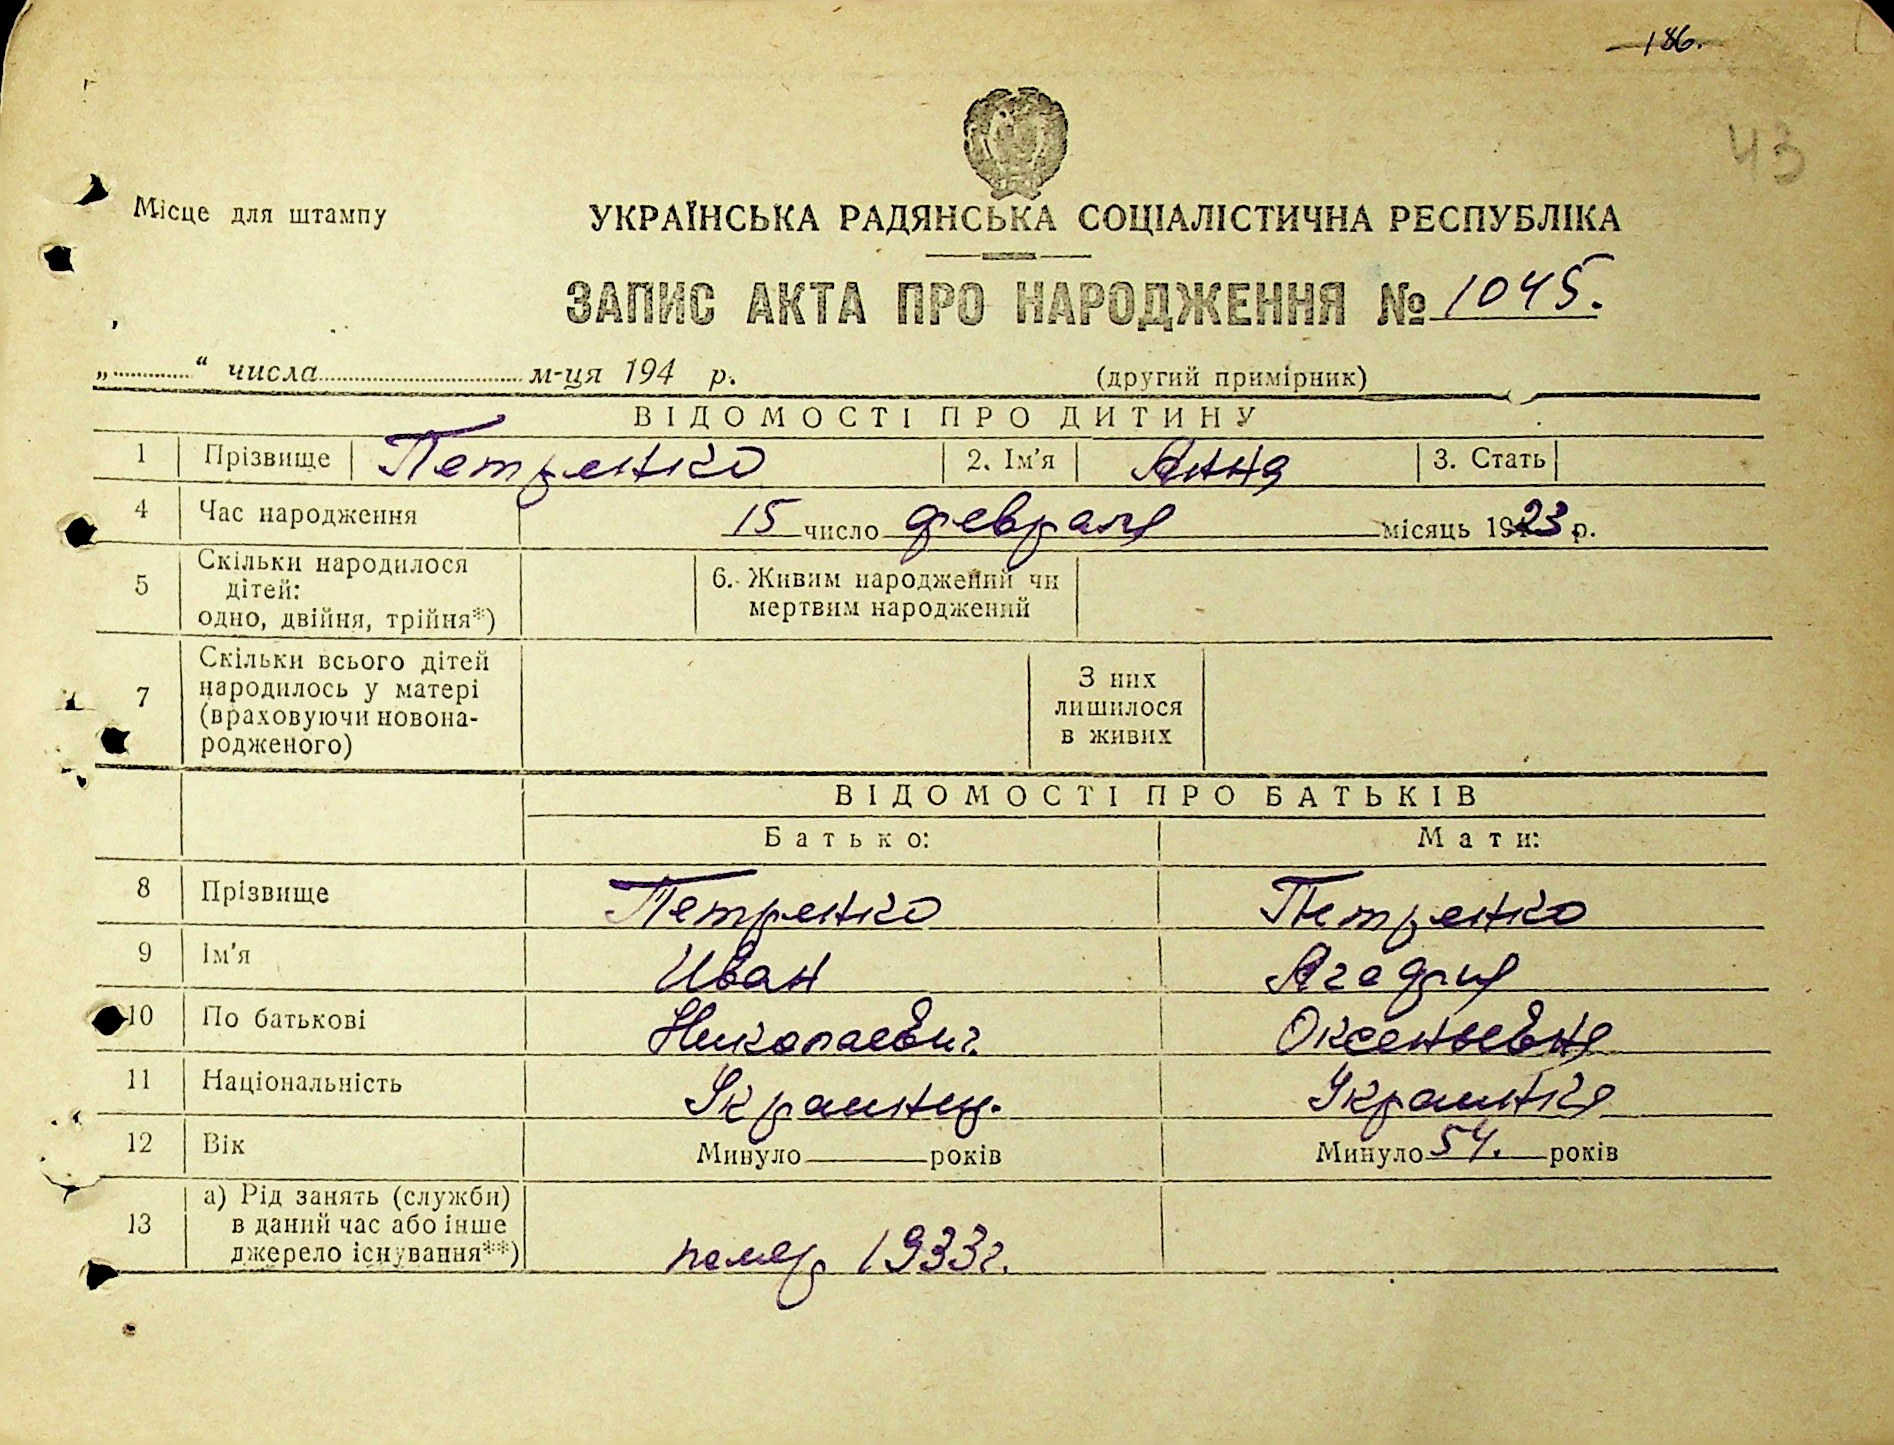 186.
43
Місце для штампу
УКРАЇНСЬКА РАДЯНСЬКА СОЦІАЛІСТИЧНА РЕСПУБЛІКА
ЗАПИС АКТА ПРО НАРОДЖЕННЯ № 1045.
„............“ числа.................................. м-ця 194 р. (другий примірник)
ВІДОМОСТІ ПРО ДИТИНУ
1 Прізвище Петренко 2. Ім'я Анна 3. Стать
4 Час народження 15 число февраля місяць 1923 р.
5 Скільки народилося дітей: одно, двійня, трійня*) 6. Живим народжений чи мертвим народжений
7 Скільки всього дітей народилось у матері (враховуючи новонародженого) З них лишилося в живих
ВІДОМОСТІ ПРО БАТЬКІВ
Батько: Мати:
8 Прізвище Петренко Петренко
9 Ім'я Иван Агафия
10 По батькові Николаевич. Оксеньевна
11 Національність Украинец. Украинка
12 Вік Минуло ——— років Минуло 54. років
13 а) Рід занять (служби) в даний час або інше джерело існування**) помер 1933г.